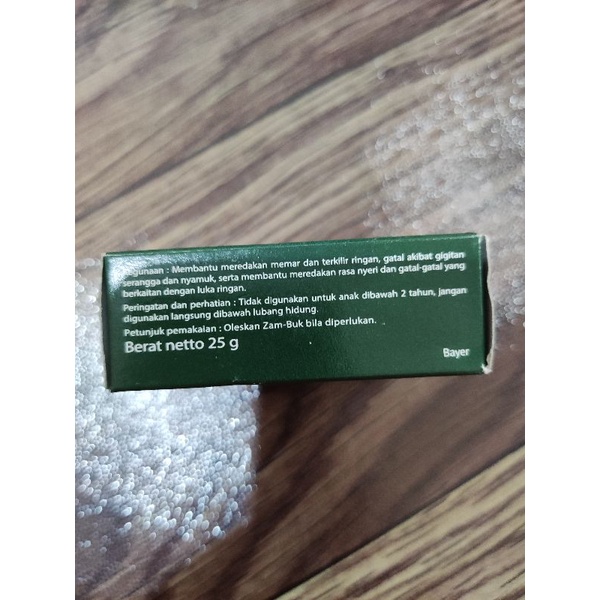 Kegunaan : Membantu meredakan memar dan terkilir ringan, gatal akibat gigitan
serangga dan nyamuk, serta membantu meredakan rasa nyeri dan gatal-gatal yang
berkaitan dengan luka ringan.
Peringatan dan perhatian : Tidak digunakan untuk anak dibawah 2 tahun, jangan
digunakan langsung dibawah lubang hidung.
Petunjuk pemakaian : Oleskan Zam-Buk bila diperlukan.
Berat netto 25 g
Bayer